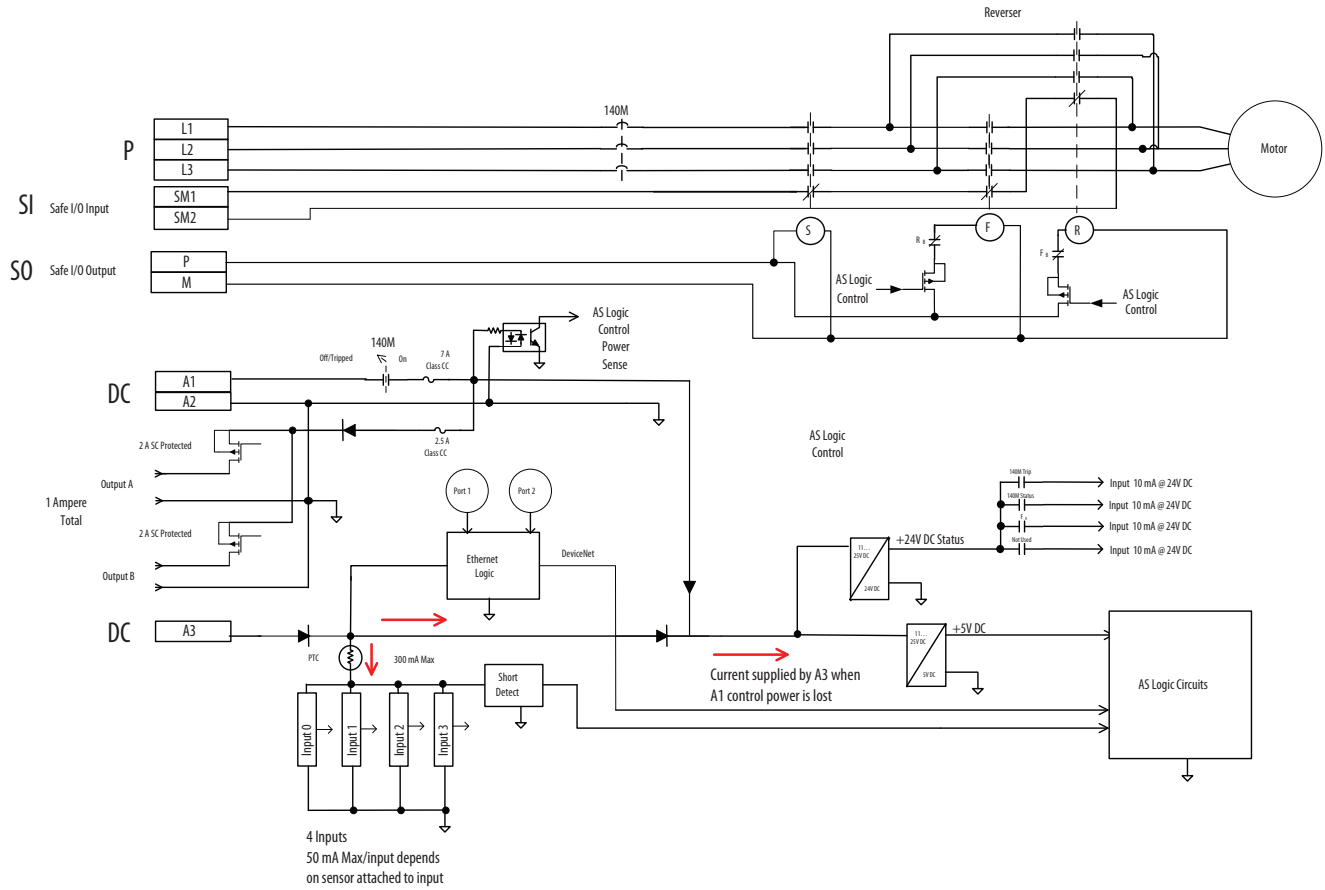 Reverser
140M
P
L1
L2
L3
Motor
SI
Safe I/O Input
SM1
SM2
S
F
R
R
F
SO
Safe I/O Output
P
M
AS Logic
Control
AS Logic
Control
AS Logic
Control
Power
Sense
140M
Off/Tripped
On
7 A
Class CC
DC
A1
A2
2.5 A
Class CC
2 A SC Protected
Output A
1 Ampere
Total
2 A SC Protected
Output B
Port 1
Port 2
Ethernet
Logic
DeviceNet
AS Logic
Control
140M Trip
Input 10 mA @ 24V DC
140M Status
Input 10 mA @ 24V DC
F
Input 10 mA @ 24V DC
Not Used
Input 10 mA @ 24V DC
+24V DC Status
11...
25V DC
24V DC
DC
A3
PTC
300 mA Max
Short
Detect
Current supplied by A3 when
A1 control power is lost
11...
25V DC
5V DC
+5V DC
AS Logic Circuits
Input 0
Input 1
Input 2
Input 3
4 Inputs
50 mA Max/input depends
on sensor attached to input